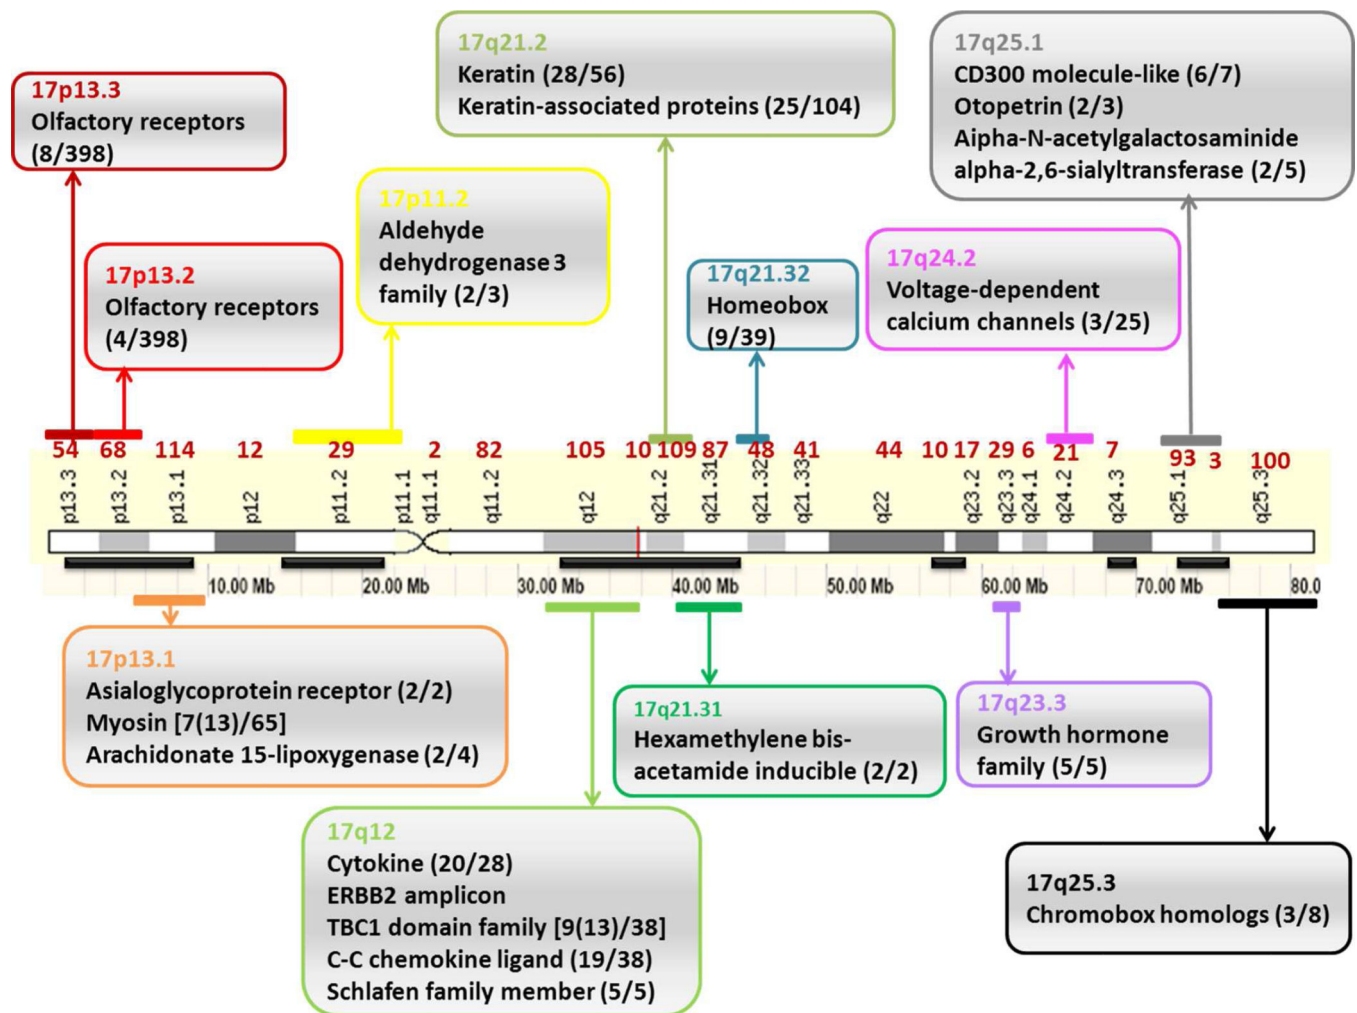 17q21.2
Keratin (28/56)
Keratin-associated proteins (25/104)
17q25.1
CD300 molecule-like (6/7)
Otopetrin (2/3)
Aipha-N-acetylgalactosaminide
alpha-2,6-sialyltransferase (2/5)
17p13.3
Olfactory receptors
(8/398)
17p11.2
Aldehyde
dehydrogenase 3
family (2/3)
17p13.2
Olfactory receptors
(4/398)
17q21.32
Homeobox
(9/39)
17q24.2
Voltage-dependent
calcium channels (3/25)
54 68 114 12 29 2 82 105 10 109 87 48 41 44 10 17 29 6 21 7 93 3 100
p13.3 p13.2 p13.1 p12 p11.2 p11.1 q11.1 q11.2 q12 q21.2 q21.31 q21.32 q21.33 q22 q23.2 q23.3 q24.1 q24.2 q24.3 q25.1 q25.3
10.00 Mb 20.00 Mb 30.00 Mb 40.00 Mb 50.00 Mb 60.00 Mb 70.00 Mb 80.0
17p13.1
Asialoglycoprotein receptor (2/2)
Myosin [7(13)/65]
Arachidonate 15-lipoxygenase (2/4)
17q21.31
Hexamethylene bis-
acetamide inducible (2/2)
17q23.3
Growth hormone
family (5/5)
17q12
Cytokine (20/28)
ERBB2 amplicon
TBC1 domain family [9(13)/38]
C-C chemokine ligand (19/38)
Schlafen family member (5/5)
17q25.3
Chromobox homologs (3/8)